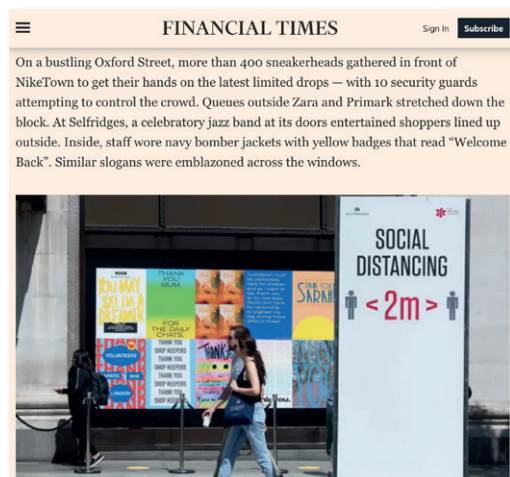 FINANCIAL TIMES
Sign In
Subscribe
On a bustling Oxford Street, more than 400 sneakerheads gathered in front of
NikeTown to get their hands on the latest limited drops — with 10 security guards
attempting to control the crowd. Queues outside Zara and Primark stretched down the
block. At Selfridges, a celebratory jazz band at its doors entertained shoppers lined up
outside. Inside, staff wore navy bomber jackets with yellow badges that read “Welcome
Back”. Similar slogans were emblazoned across the windows.
YOU MAY
SAY I'M A
DREAMER
THANK
YOU
MUM.
FOR
THE DAILY
CHATS.
SARAH
VOLUNTEERS
LONDON
THANK YOU
SHOP KEEPERS
THANK YOU
SHOP KEEPERS
THANK YOU
SHOP KEEPERS
THANK YOU
SHOP KEEPERS
SOCIAL
DISTANCING
< 2m >